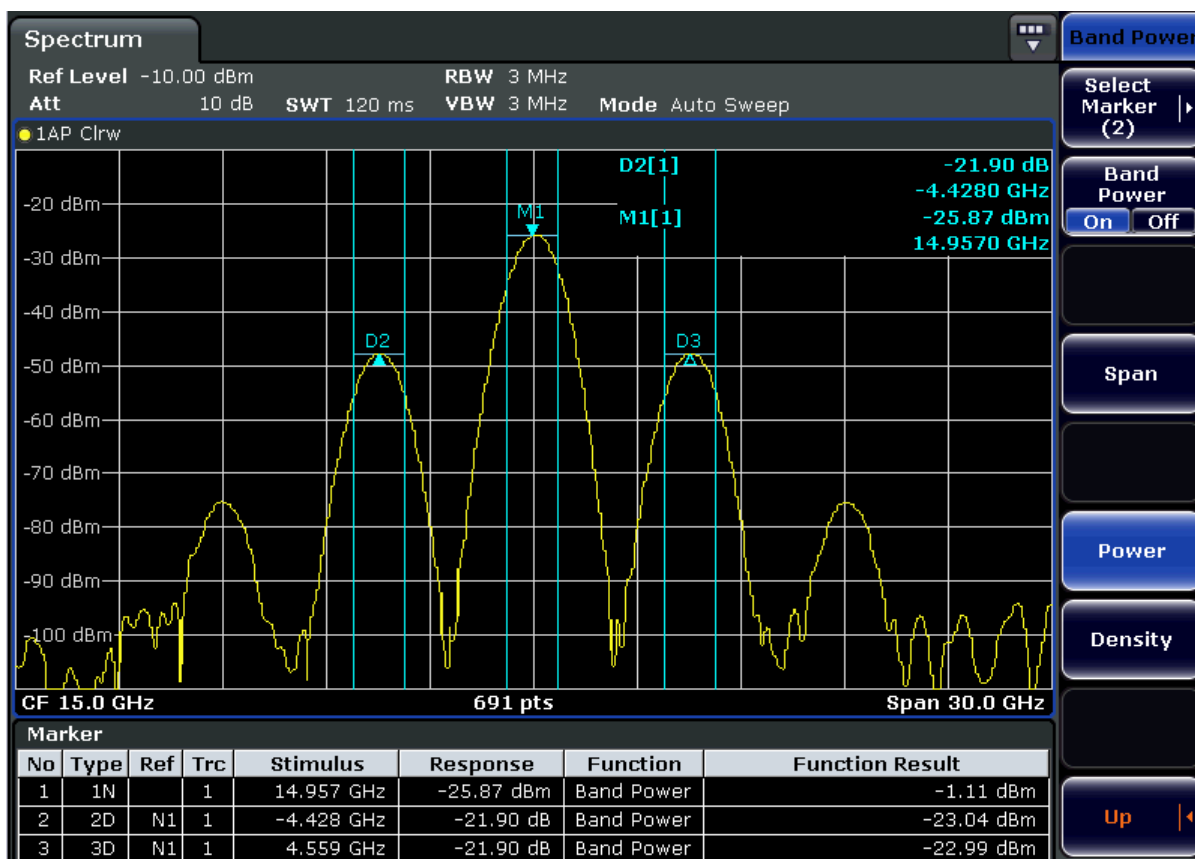 Spectrum
Ref Level -10.00 dBm RBW 3 MHz
Att 10 dB SWT 120 ms VBW 3 MHz Mode Auto Sweep
1AP Clrw
D2[1] -21.90 dB
-4.4280 GHz
M1[1] -25.87 dBm
14.9570 GHz
-20 dBm
-30 dBm
-40 dBm
-50 dBm
-60 dBm
-70 dBm
-80 dBm
-90 dBm
-100 dBm
M1
D2
D3
CF 15.0 GHz 691 pts Span 30.0 GHz
Marker
No Type Ref Trc Stimulus Response Function Function Result
1 1N 1 14.957 GHz -25.87 dBm Band Power -1.11 dBm
2 2D N1 1 -4.428 GHz -21.90 dB Band Power -23.04 dBm
3 3D N1 1 4.559 GHz -21.90 dB Band Power -22.99 dBm
Band Power
Select
Marker
(2)
Band
Power
On Off
Span
Power
Density
Up